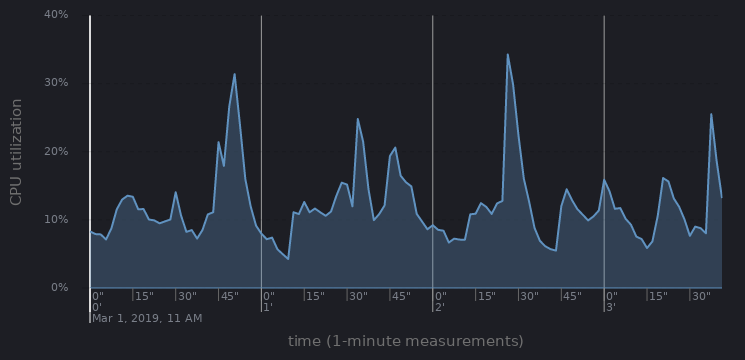 40%
30%
20%
10%
0%
CPU utilization
0" 15" 30" 45" 0" 15" 30" 45" 0" 15" 30" 45" 0" 15" 30"
0' 1' 2' 3'
Mar 1, 2019, 11 AM
time (1-minute measurements)